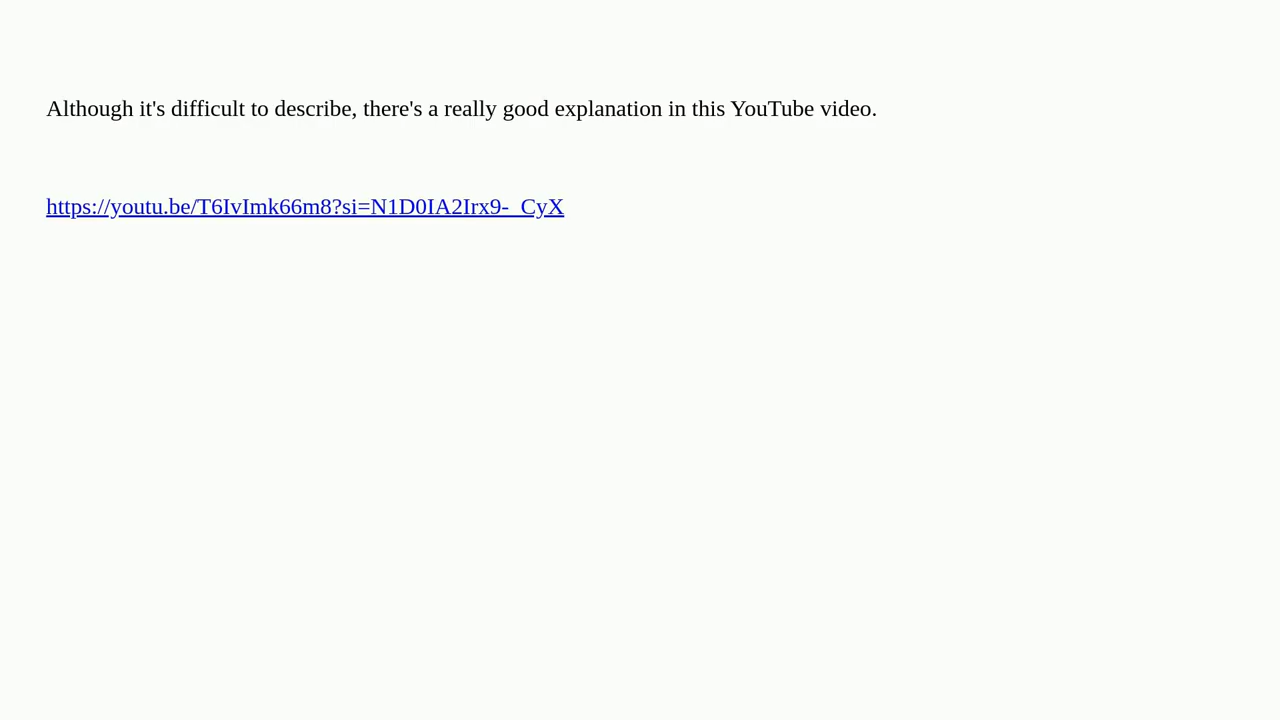 Although it's difficult to describe, there's a really good explanation in this YouTube video.
https://youtu.be/T6IvImk66m8?si=N1D0IA2Irx9-_CyX